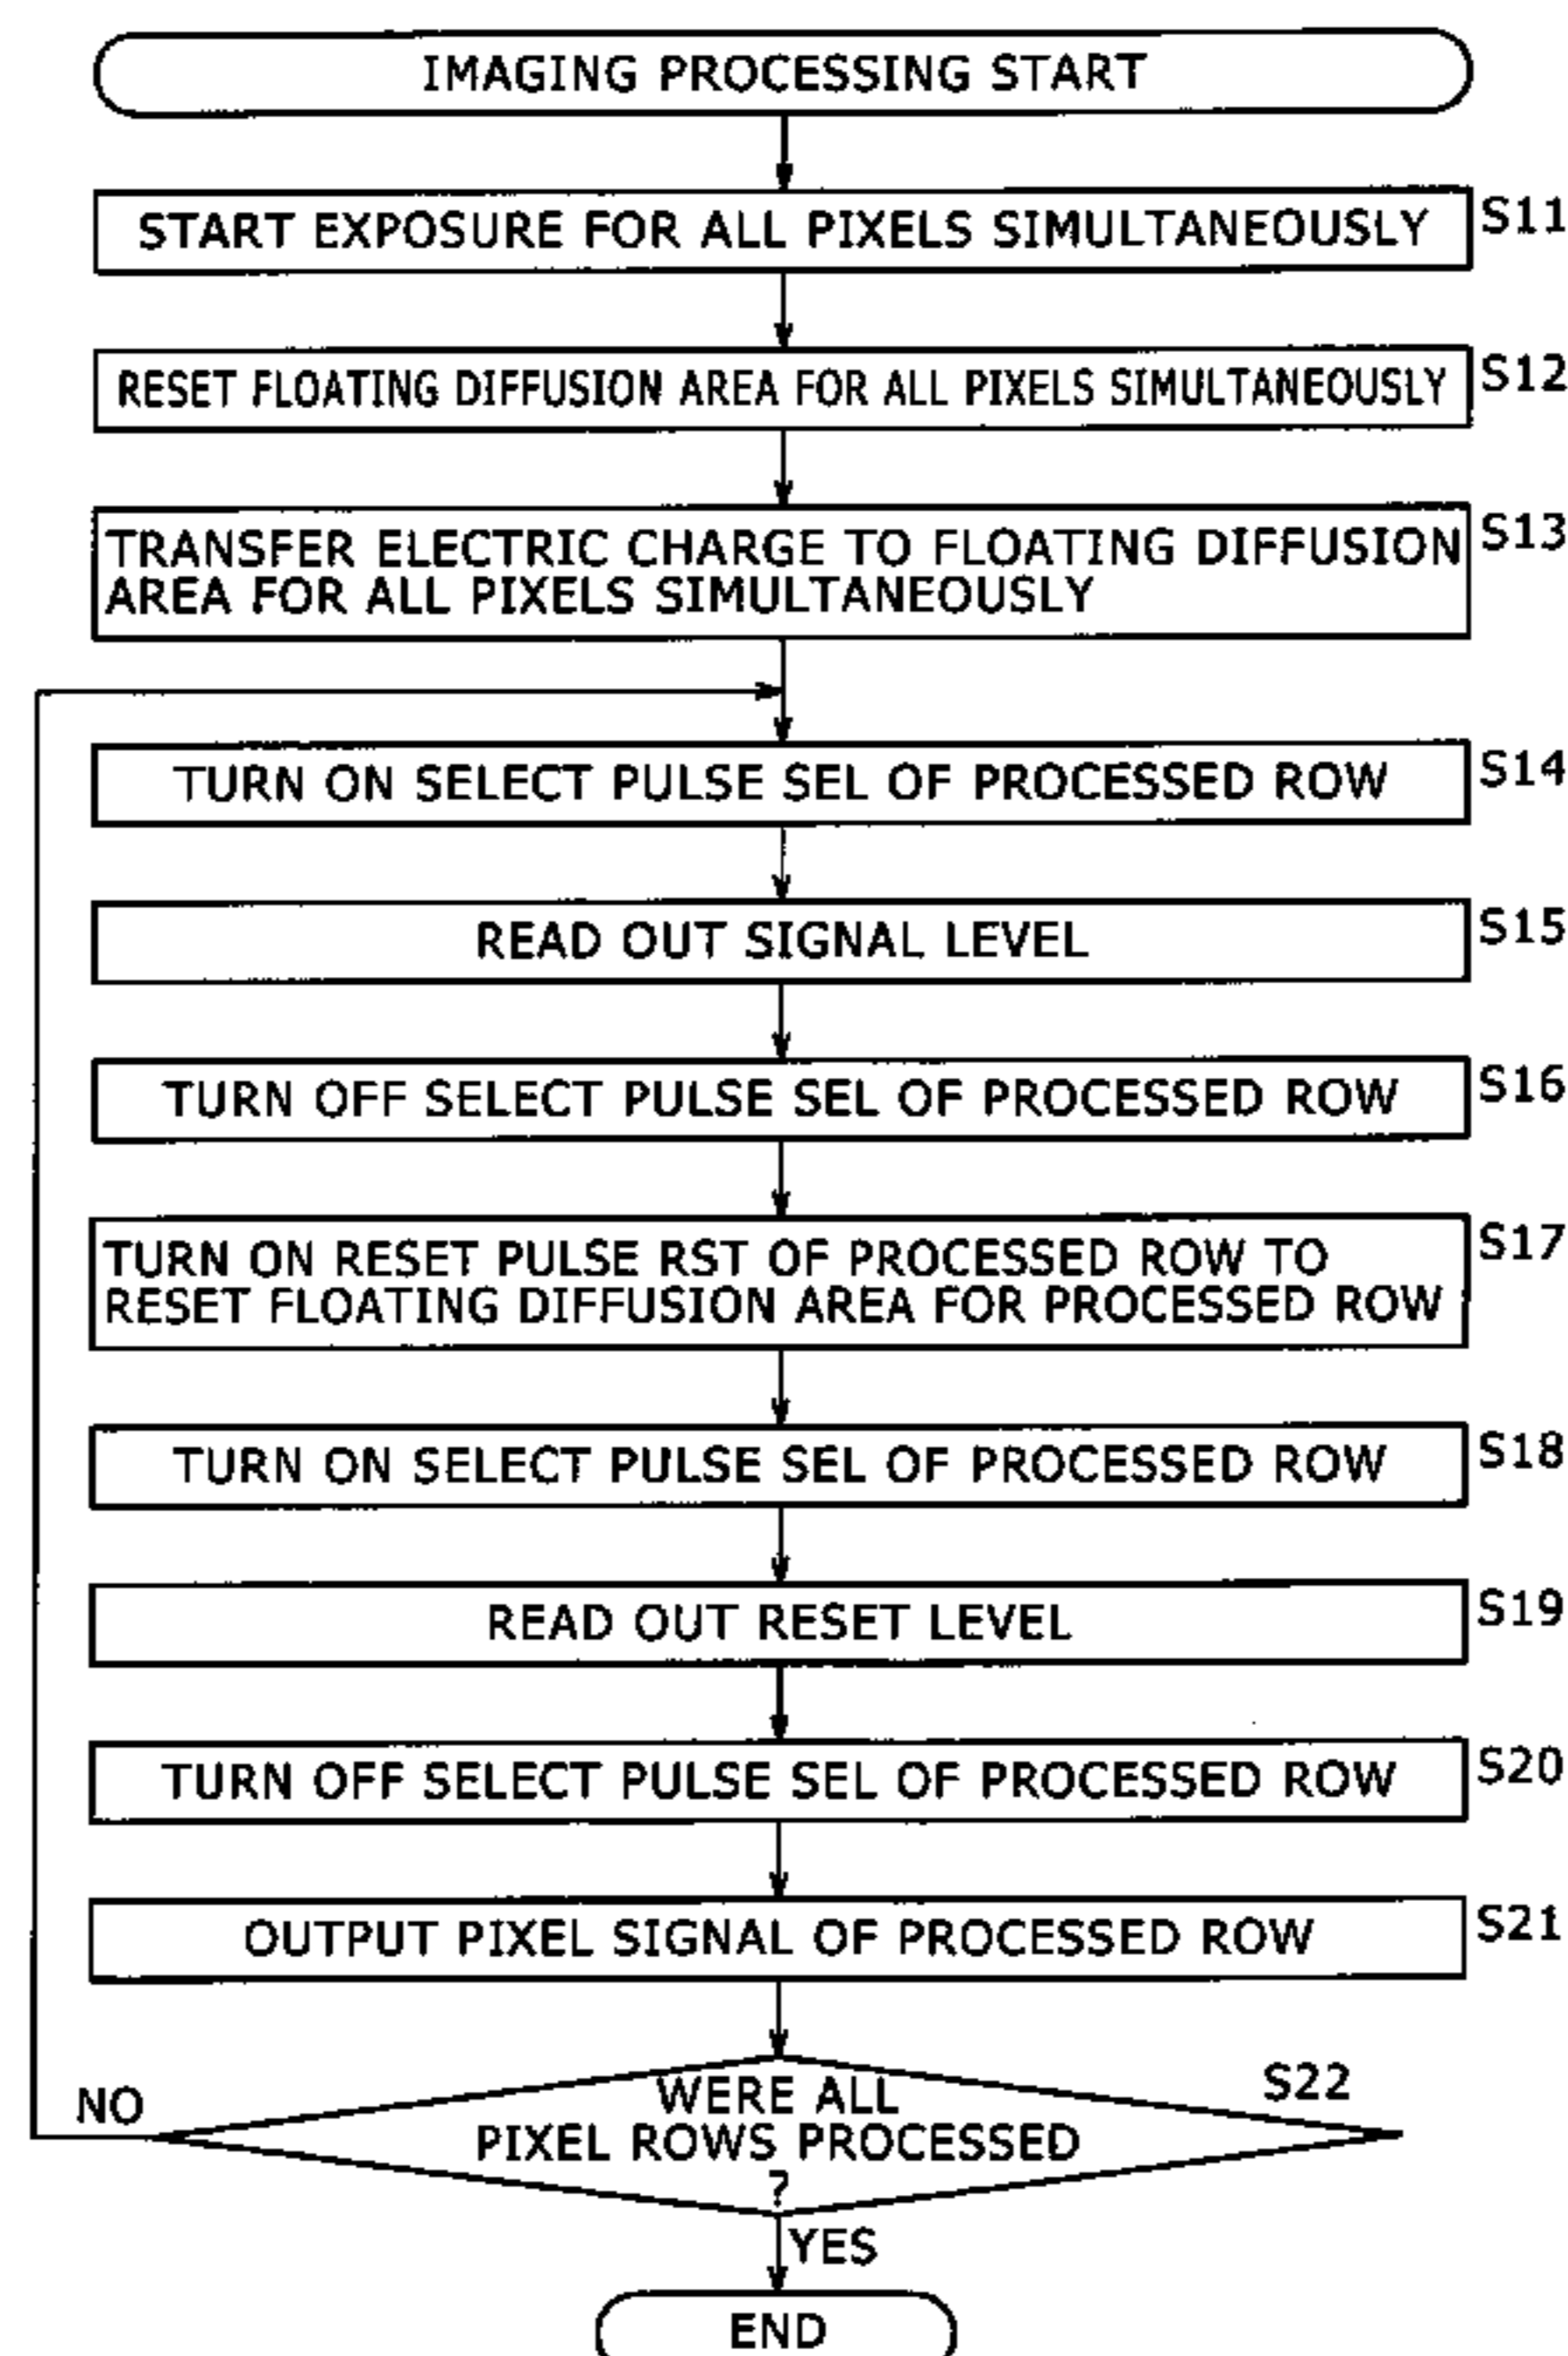 IMAGING PROCESSING START
START EXPOSURE FOR ALL PIXELS SIMULTANEOUSLY
S11
RESET FLOATING DIFFUSION AREA FOR ALL PIXELS SIMULTANEOUSLY
S12
TRANSFER ELECTRIC CHARGE TO FLOATING DIFFUSION
AREA FOR ALL PIXELS SIMULTANEOUSLY
S13
TURN ON SELECT PULSE SEL OF PROCESSED ROW
S14
READ OUT SIGNAL LEVEL
S15
TURN OFF SELECT PULSE SEL OF PROCESSED ROW
S16
TURN ON RESET PULSE RST OF PROCESSED ROW TO
RESET FLOATING DIFFUSION AREA FOR PROCESSED ROW
S17
TURN ON SELECT PULSE SEL OF PROCESSED ROW
S18
READ OUT RESET LEVEL
S19
TURN OFF SELECT PULSE SEL OF PROCESSED ROW
S20
OUTPUT PIXEL SIGNAL OF PROCESSED ROW
S21
WERE ALL
PIXEL ROWS PROCESSED
?
S22
NO
YES
END